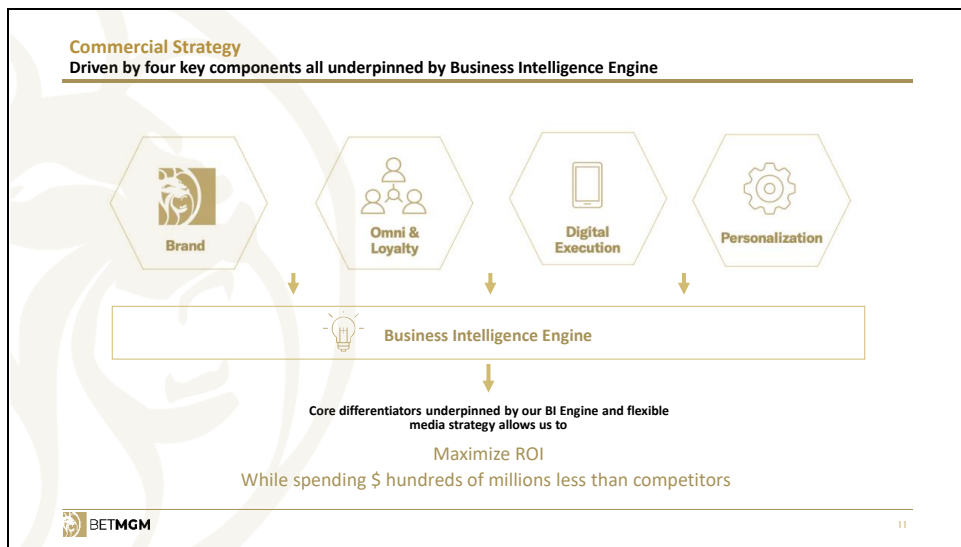 Commercial Strategy
Driven by four key components all underpinned by Business Intelligence Engine
Brand
Omni &
Loyalty
Digital
Execution
Personalization
Business Intelligence Engine
Core differentiators underpinned by our BI Engine and flexible
media strategy allows us to
Maximize ROI
While spending $ hundreds of millions less than competitors
BETMGM
11